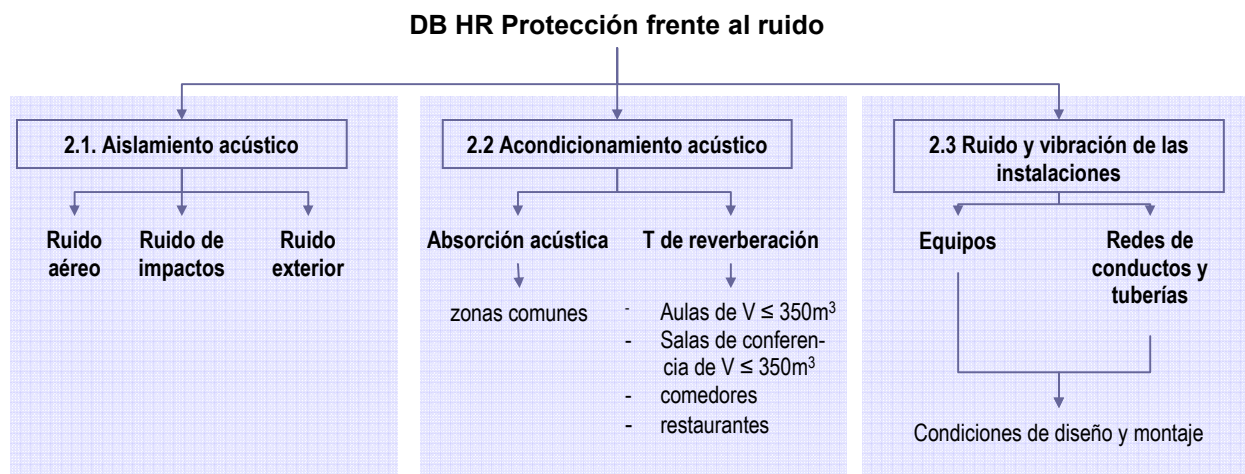 DB HR Protección frente al ruido
2.1. Aislamiento acústico
Ruido
aéreo
Ruido de
impactos
Ruido
exterior
2.2 Acondicionamiento acústico
Absorción acústica
zonas comunes
T de reverberación
- Aulas de V ≤ 350m³
- Salas de conferen-
cia de V ≤ 350m³
- comedores
- restaurantes
2.3 Ruido y vibración de las
instalaciones
Equipos
Redes de
conductos y
tuberías
Condiciones de diseño y montaje